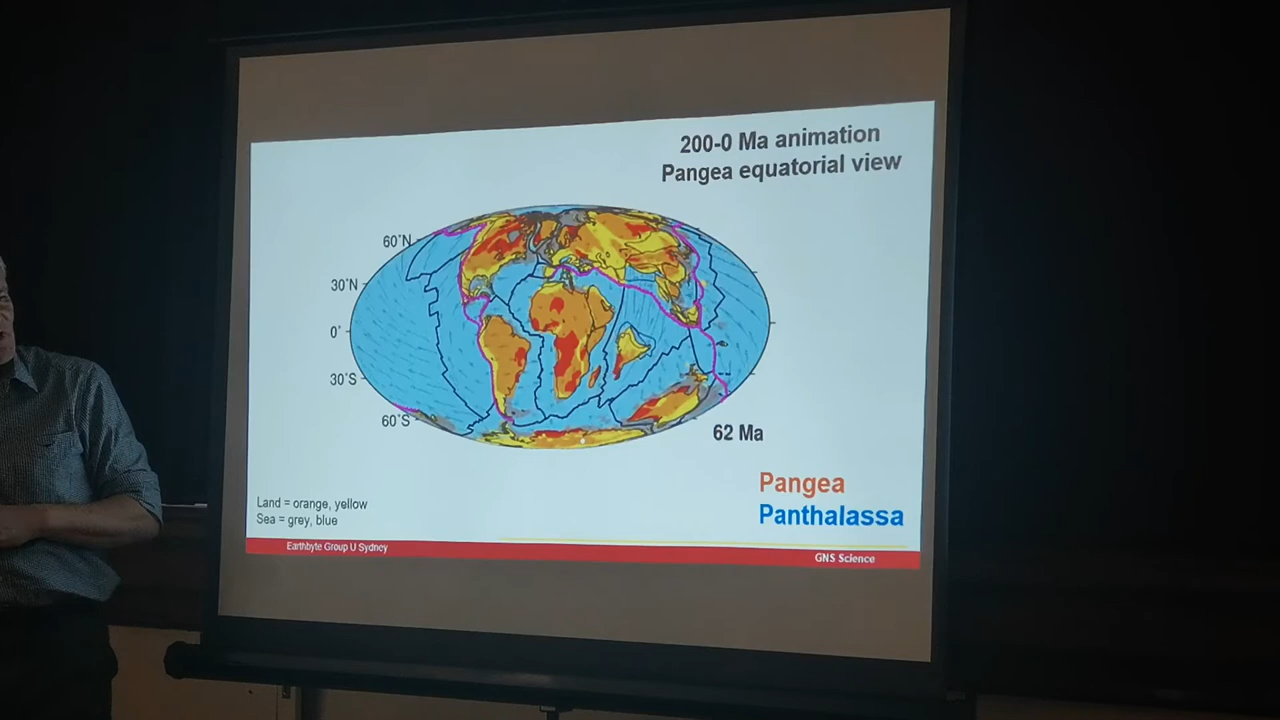 200-0 Ma animation
Pangea equatorial view
60°N
30°N
0°
30°S
60°S
62 Ma
Pangea
Panthalassa
Land = orange, yellow
Sea = grey, blue
Earthbyte Group U Sydney
GNS Science